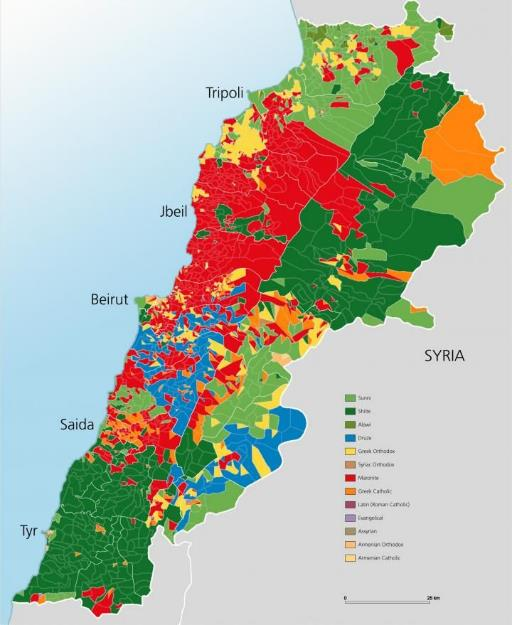 Tripoli
Jbeil
Beirut
SYRIA
Saida
Tyr
Sunni
Shiite
Alawi
Druze
Greek Orthodox
Syriac Orthodox
Maronite
Greek Catholic
Latin (Roman Catholic)
Evangelical
Assyrian
Armenian Orthodox
Armenian Catholic
0 25 km